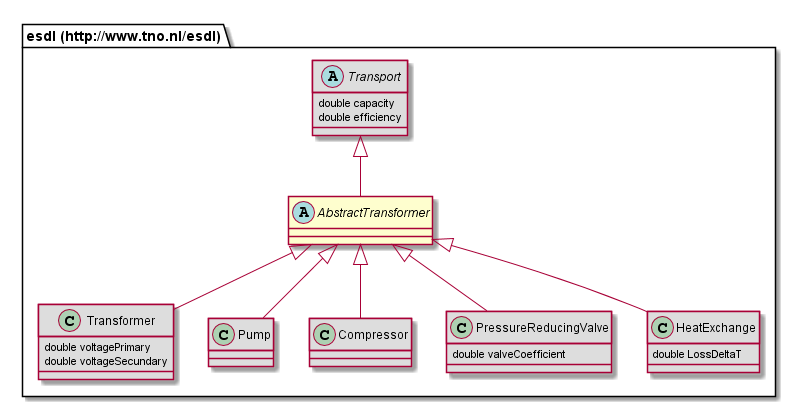 esdl (http://www.tno.nl/esdl)
A Transport
double capacity
double efficiency
A AbstractTransformer
C Transformer
double voltagePrimary
double voltageSecundary
C Pump
C Compressor
C PressureReducingValve
double valveCoefficient
C HeatExchange
double LossDeltaT